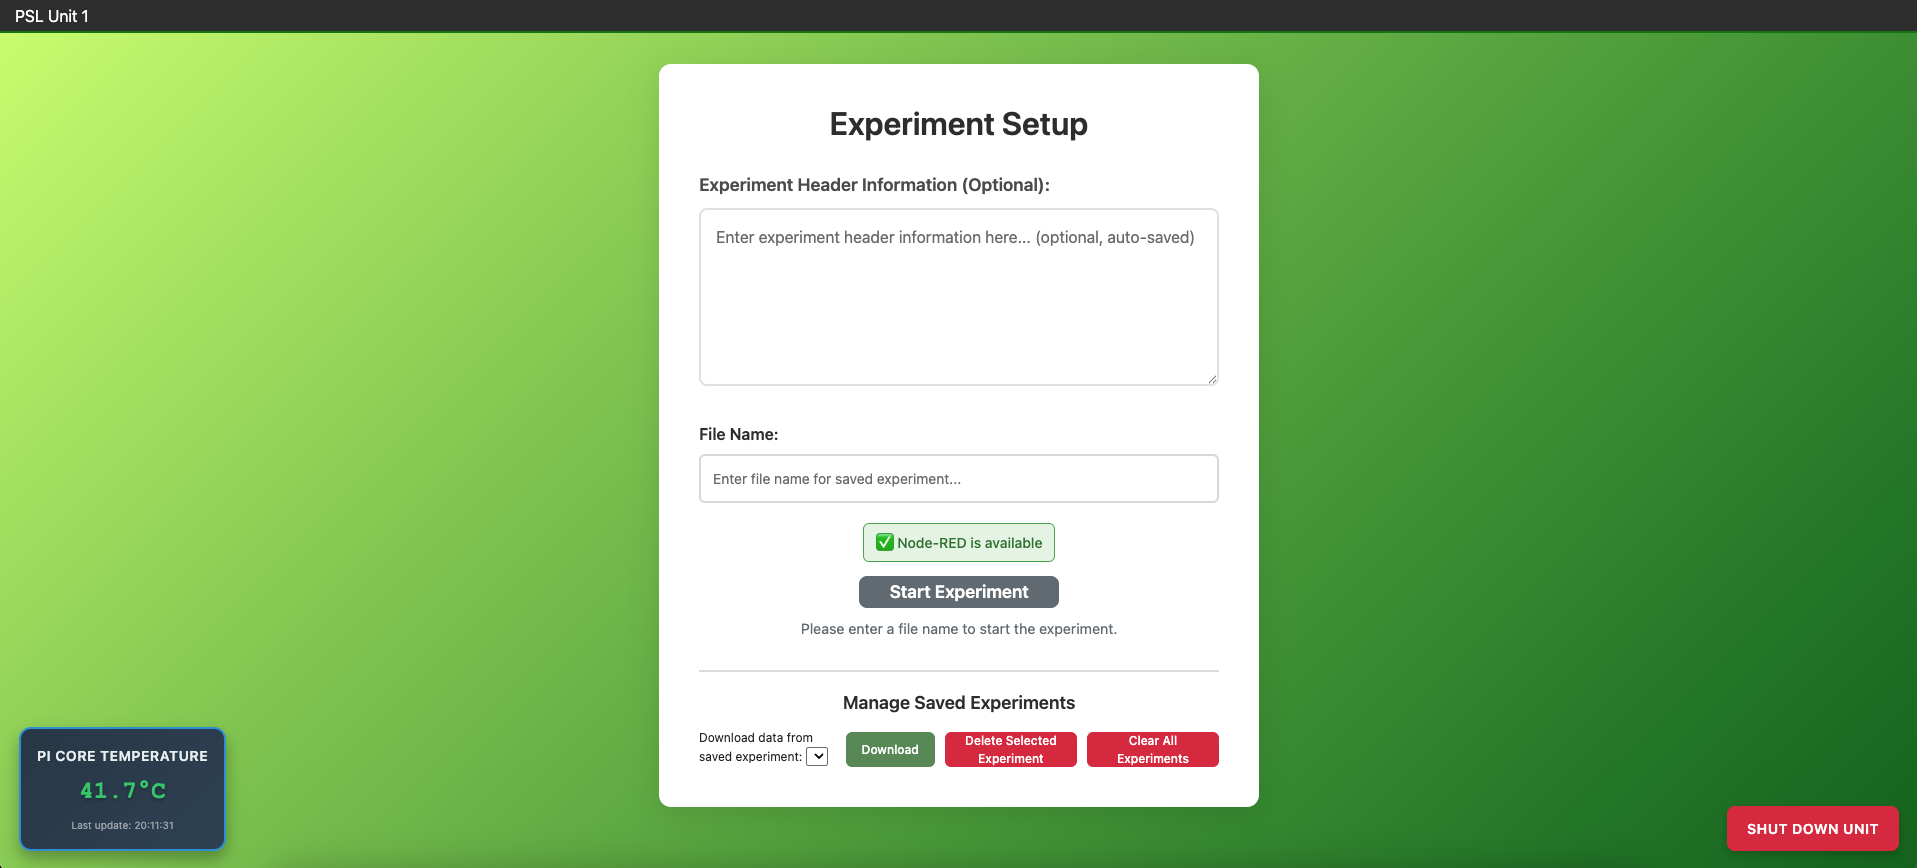 PSL Unit 1
Experiment Setup
Experiment Header Information (Optional):
Enter experiment header information here... (optional, auto-saved)
File Name:
Enter file name for saved experiment...
✅ Node-RED is available
Start Experiment
Please enter a file name to start the experiment.
Manage Saved Experiments
Download data from
saved experiment:
Download
Delete Selected
Experiment
Clear All
Experiments
PI CORE TEMPERATURE
41.7°C
Last update: 20:11:31
SHUT DOWN UNIT